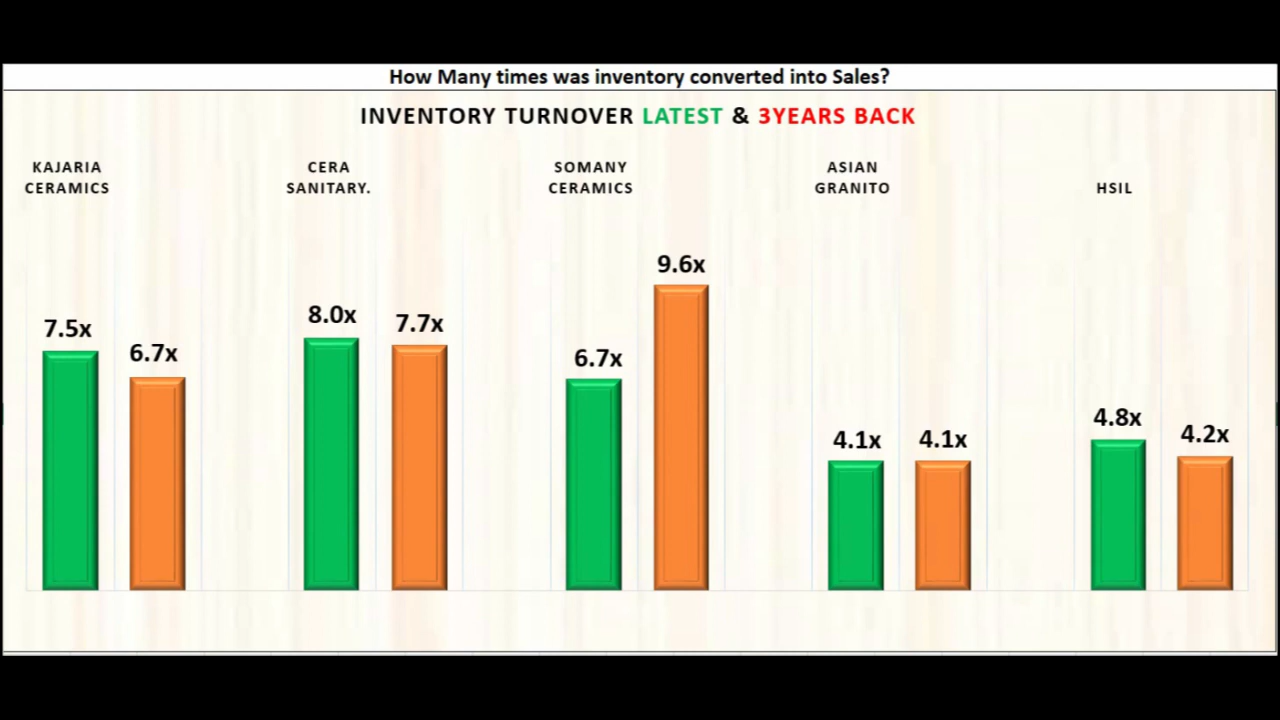 How Many times was inventory converted into Sales?
INVENTORY TURNOVER LATEST & 3YEARS BACK
KAJARIA
CERAMICS
CERA
SANITARY.
SOMANY
CERAMICS
ASIAN
GRANITO
HSIL
7.5x
6.7x
8.0x
7.7x
6.7x
9.6x
4.1x
4.1x
4.8x
4.2x